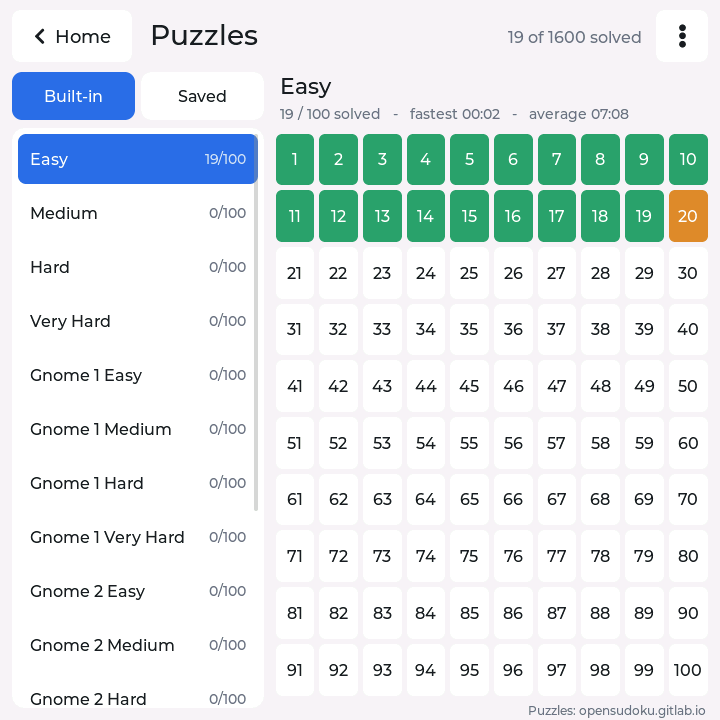 Home
Puzzles
19 of 1600 solved
Built-in
Saved
Easy 19/100
Medium 0/100
Hard 0/100
Very Hard 0/100
Gnome 1 Easy 0/100
Gnome 1 Medium 0/100
Gnome 1 Hard 0/100
Gnome 1 Very Hard 0/100
Gnome 2 Easy 0/100
Gnome 2 Medium 0/100
Gnome 2 Hard 0/100
Easy
19 / 100 solved - fastest 00:02 - average 07:08
1 2 3 4 5 6 7 8 9 10
11 12 13 14 15 16 17 18 19 20
21 22 23 24 25 26 27 28 29 30
31 32 33 34 35 36 37 38 39 40
41 42 43 44 45 46 47 48 49 50
51 52 53 54 55 56 57 58 59 60
61 62 63 64 65 66 67 68 69 70
71 72 73 74 75 76 77 78 79 80
81 82 83 84 85 86 87 88 89 90
91 92 93 94 95 96 97 98 99 100
Puzzles: opensudoku.gitlab.io